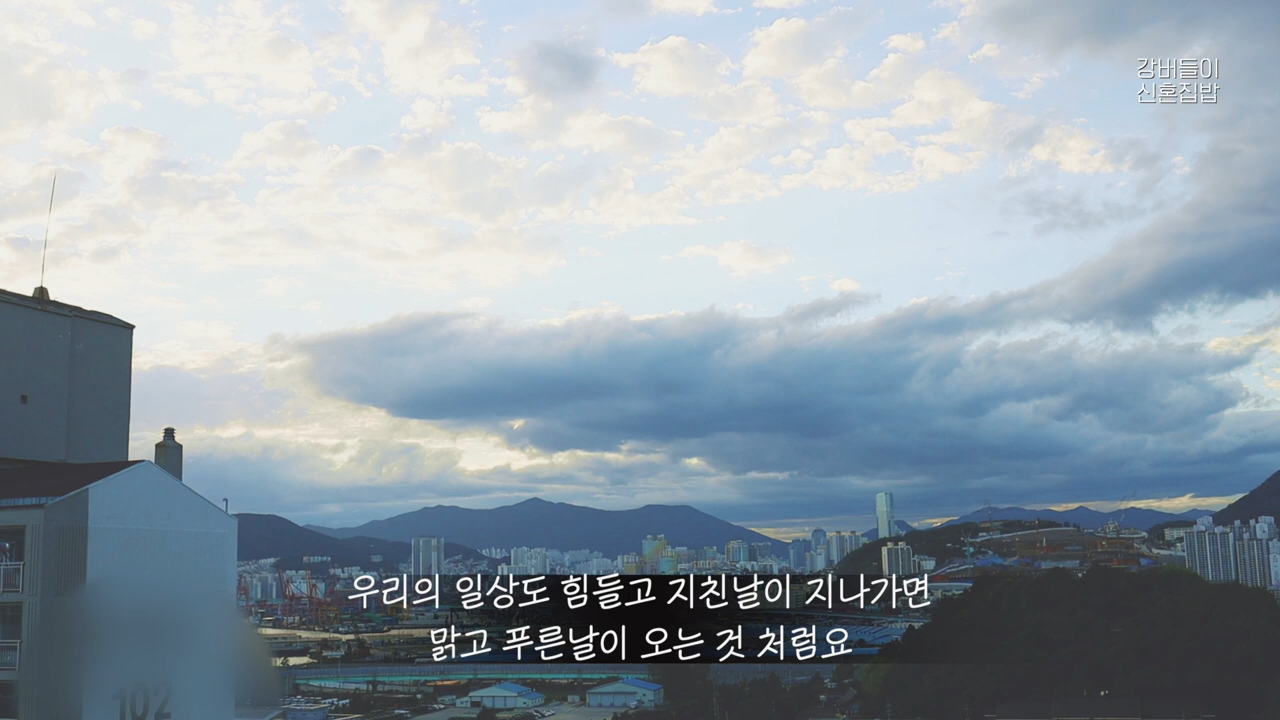 강버들이
신혼집밥
우리의 일상도 힘들고 지친날이 지나가면
맑고 푸른날이 오는 것 처럼요
102